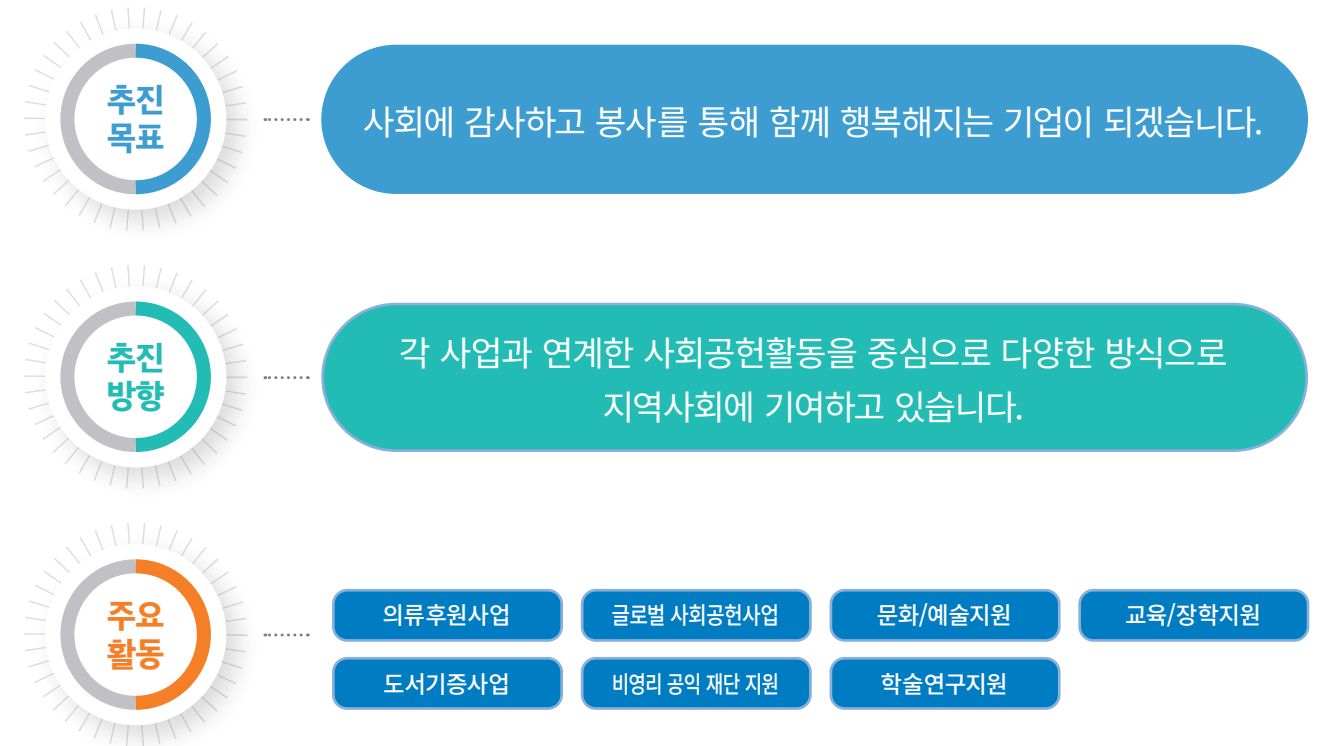 추진
목표
사회에 감사하고 봉사를 통해 함께 행복해지는 기업이 되겠습니다.
추진
방향
각 사업과 연계한 사회공헌활동을 중심으로 다양한 방식으로
지역사회에 기여하고 있습니다.
주요
활동
의류후원사업
글로벌 사회공헌사업
문화/예술지원
교육/장학지원
도서기증사업
비영리 공익 재단 지원
학술연구지원